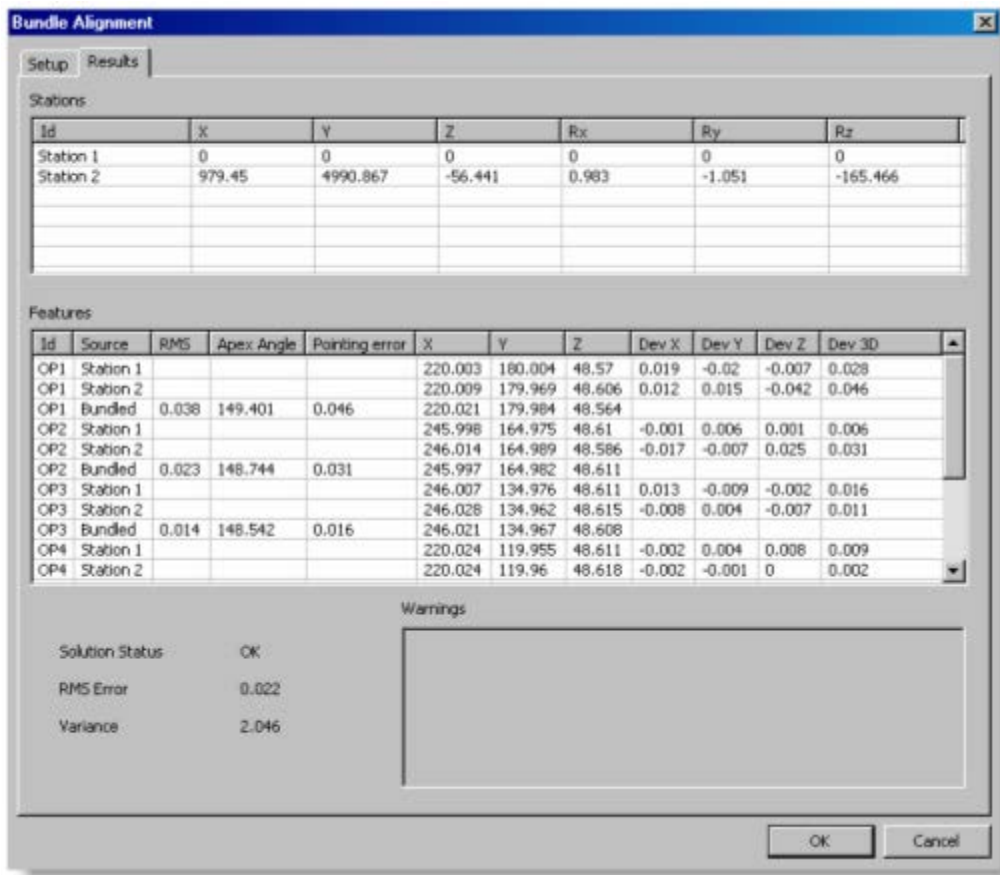 Bundle Alignment
Setup Results
Stations
Id X Y Z Rx Ry Rz
Station 1 0 0 0 0 0 0
Station 2 979.45 4990.867 -56.441 0.983 -1.051 -165.466
Features
Id Source RMS Apex Angle Pointing error X Y Z Dev X Dev Y Dev Z Dev 3D
OP1 Station 1 220.003 180.004 48.57 0.019 -0.02 -0.007 0.028
OP1 Station 2 220.009 179.969 48.606 0.012 0.015 -0.042 0.046
OP1 Bundled 0.038 149.401 0.046 220.021 179.984 48.564
OP2 Station 1 245.998 164.975 48.61 -0.001 0.006 0.001 0.006
OP2 Station 2 246.014 164.989 48.586 -0.017 -0.007 0.025 0.031
OP2 Bundled 0.023 148.744 0.031 245.997 164.982 48.611
OP3 Station 1 246.007 134.976 48.611 0.013 -0.009 -0.002 0.016
OP3 Station 2 246.028 134.962 48.615 -0.008 0.004 -0.007 0.011
OP3 Bundled 0.014 148.542 0.016 246.021 134.967 48.608
OP4 Station 1 220.024 119.955 48.611 -0.002 0.004 0.008 0.009
OP4 Station 2 220.024 119.96 48.618 -0.002 -0.001 0 0.002
Warnings
Solution Status OK
RMS Error 0.022
Variance 2.046
OK Cancel